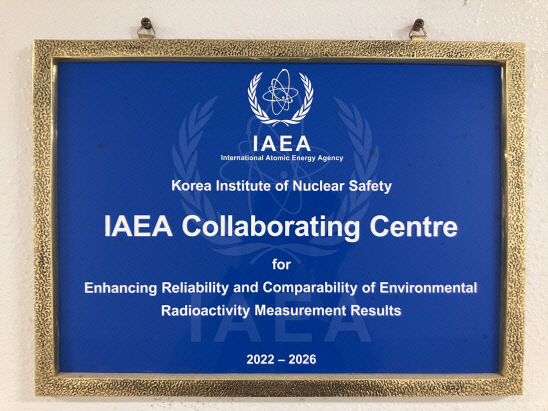 IAEA
International Atomic Energy Agency
Korea Institute of Nuclear Safety
IAEA Collaborating Centre
for
Enhancing Reliability and Comparability of Environmental
Radioactivity Measurement Results
IAEA
2022 – 2026